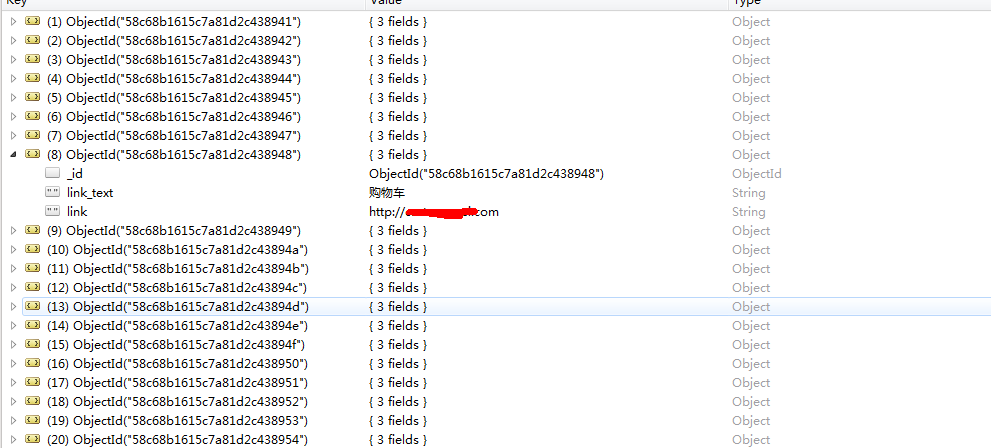 Key Value Type
(1) ObjectId("58c68b1615c7a81d2c438941") { 3 fields } Object
(2) ObjectId("58c68b1615c7a81d2c438942") { 3 fields } Object
(3) ObjectId("58c68b1615c7a81d2c438943") { 3 fields } Object
(4) ObjectId("58c68b1615c7a81d2c438944") { 3 fields } Object
(5) ObjectId("58c68b1615c7a81d2c438945") { 3 fields } Object
(6) ObjectId("58c68b1615c7a81d2c438946") { 3 fields } Object
(7) ObjectId("58c68b1615c7a81d2c438947") { 3 fields } Object
(8) ObjectId("58c68b1615c7a81d2c438948") { 3 fields } Object
_id ObjectId("58c68b1615c7a81d2c438948") ObjectId
link_text 购物车 String
link http:// .com String
(9) ObjectId("58c68b1615c7a81d2c438949") { 3 fields } Object
(10) ObjectId("58c68b1615c7a81d2c43894a") { 3 fields } Object
(11) ObjectId("58c68b1615c7a81d2c43894b") { 3 fields } Object
(12) ObjectId("58c68b1615c7a81d2c43894c") { 3 fields } Object
(13) ObjectId("58c68b1615c7a81d2c43894d") { 3 fields } Object
(14) ObjectId("58c68b1615c7a81d2c43894e") { 3 fields } Object
(15) ObjectId("58c68b1615c7a81d2c43894f") { 3 fields } Object
(16) ObjectId("58c68b1615c7a81d2c438950") { 3 fields } Object
(17) ObjectId("58c68b1615c7a81d2c438951") { 3 fields } Object
(18) ObjectId("58c68b1615c7a81d2c438952") { 3 fields } Object
(19) ObjectId("58c68b1615c7a81d2c438953") { 3 fields } Object
(20) ObjectId("58c68b1615c7a81d2c438954") { 3 fields } Object